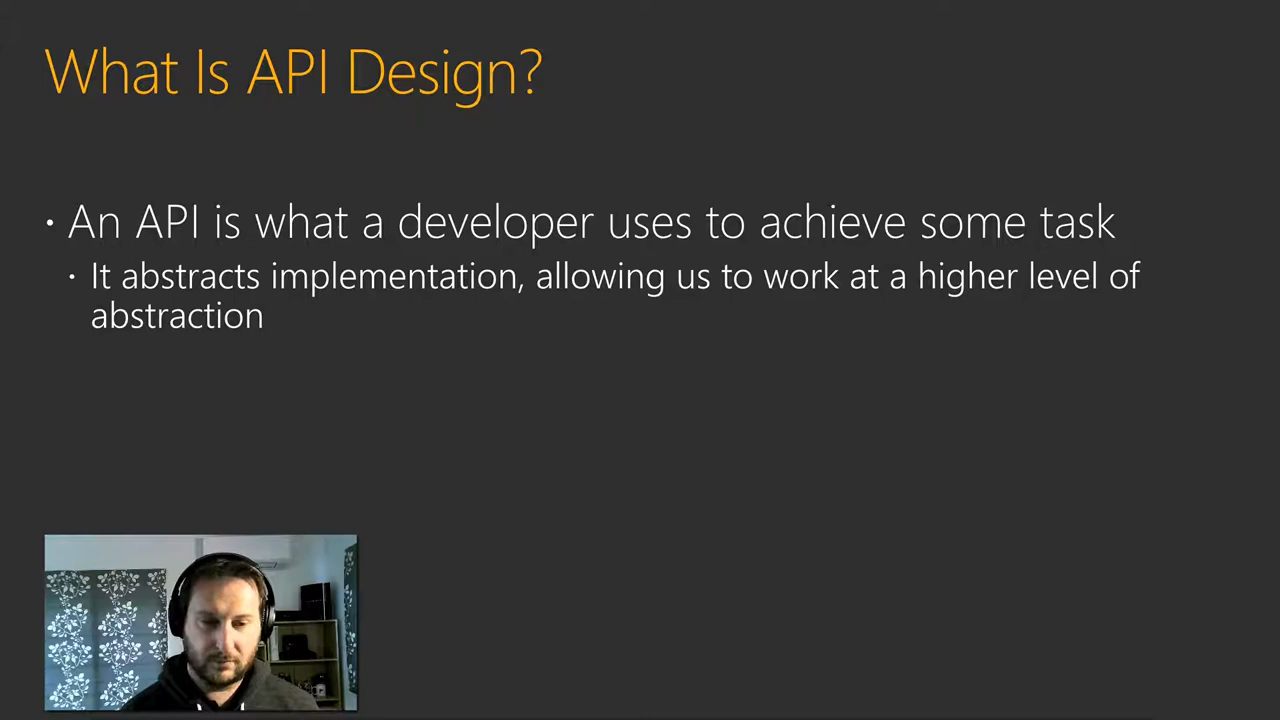 What Is API Design?
• An API is what a developer uses to achieve some task
• It abstracts implementation, allowing us to work at a higher level of
abstraction